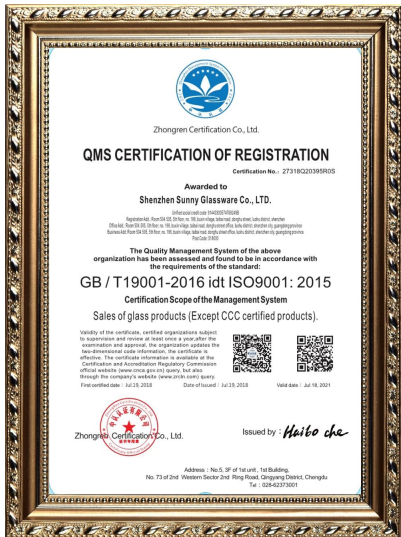 Zhongren Certification Co., Ltd.
QMS CERTIFICATION OF REGISTRATION
Certification No.: 27318Q20395R0S
Awarded to
Shenzhen Sunny Glassware Co., LTD.
The Quality Management System of the above
organization has been assessed and found to be in accordance with
the requirements of the standard:
GB / T19001-2016 idt ISO9001: 2015
Certification Scope of the Management System
Sales of glass products (Except CCC certified products).
Validity of the certificate, certified organizations subject
to supervision and review at least once a year,after the
examination and approval, the organization updates the
two-dimensional code information, the certificate is
effective. The certificate information is available at the
Certification and Accreditation Regulatory Commission
official website (www.cnca.gov.cn) query, but also
through the company's website (www.zrcln.com) query.
First certified date : Jul 29, 2018 Date of Issued : Jul 29, 2018 Valid date : Jul 18, 2021
Zhongren Certification Co., Ltd.
Issued by : Haibo che
Address : No.5, 3F of 1st unit , 1st Building,
No. 73 of 2nd Western Sector 2nd Ring Road, Qingyang District, Chengdu
Tel : 028-62373001